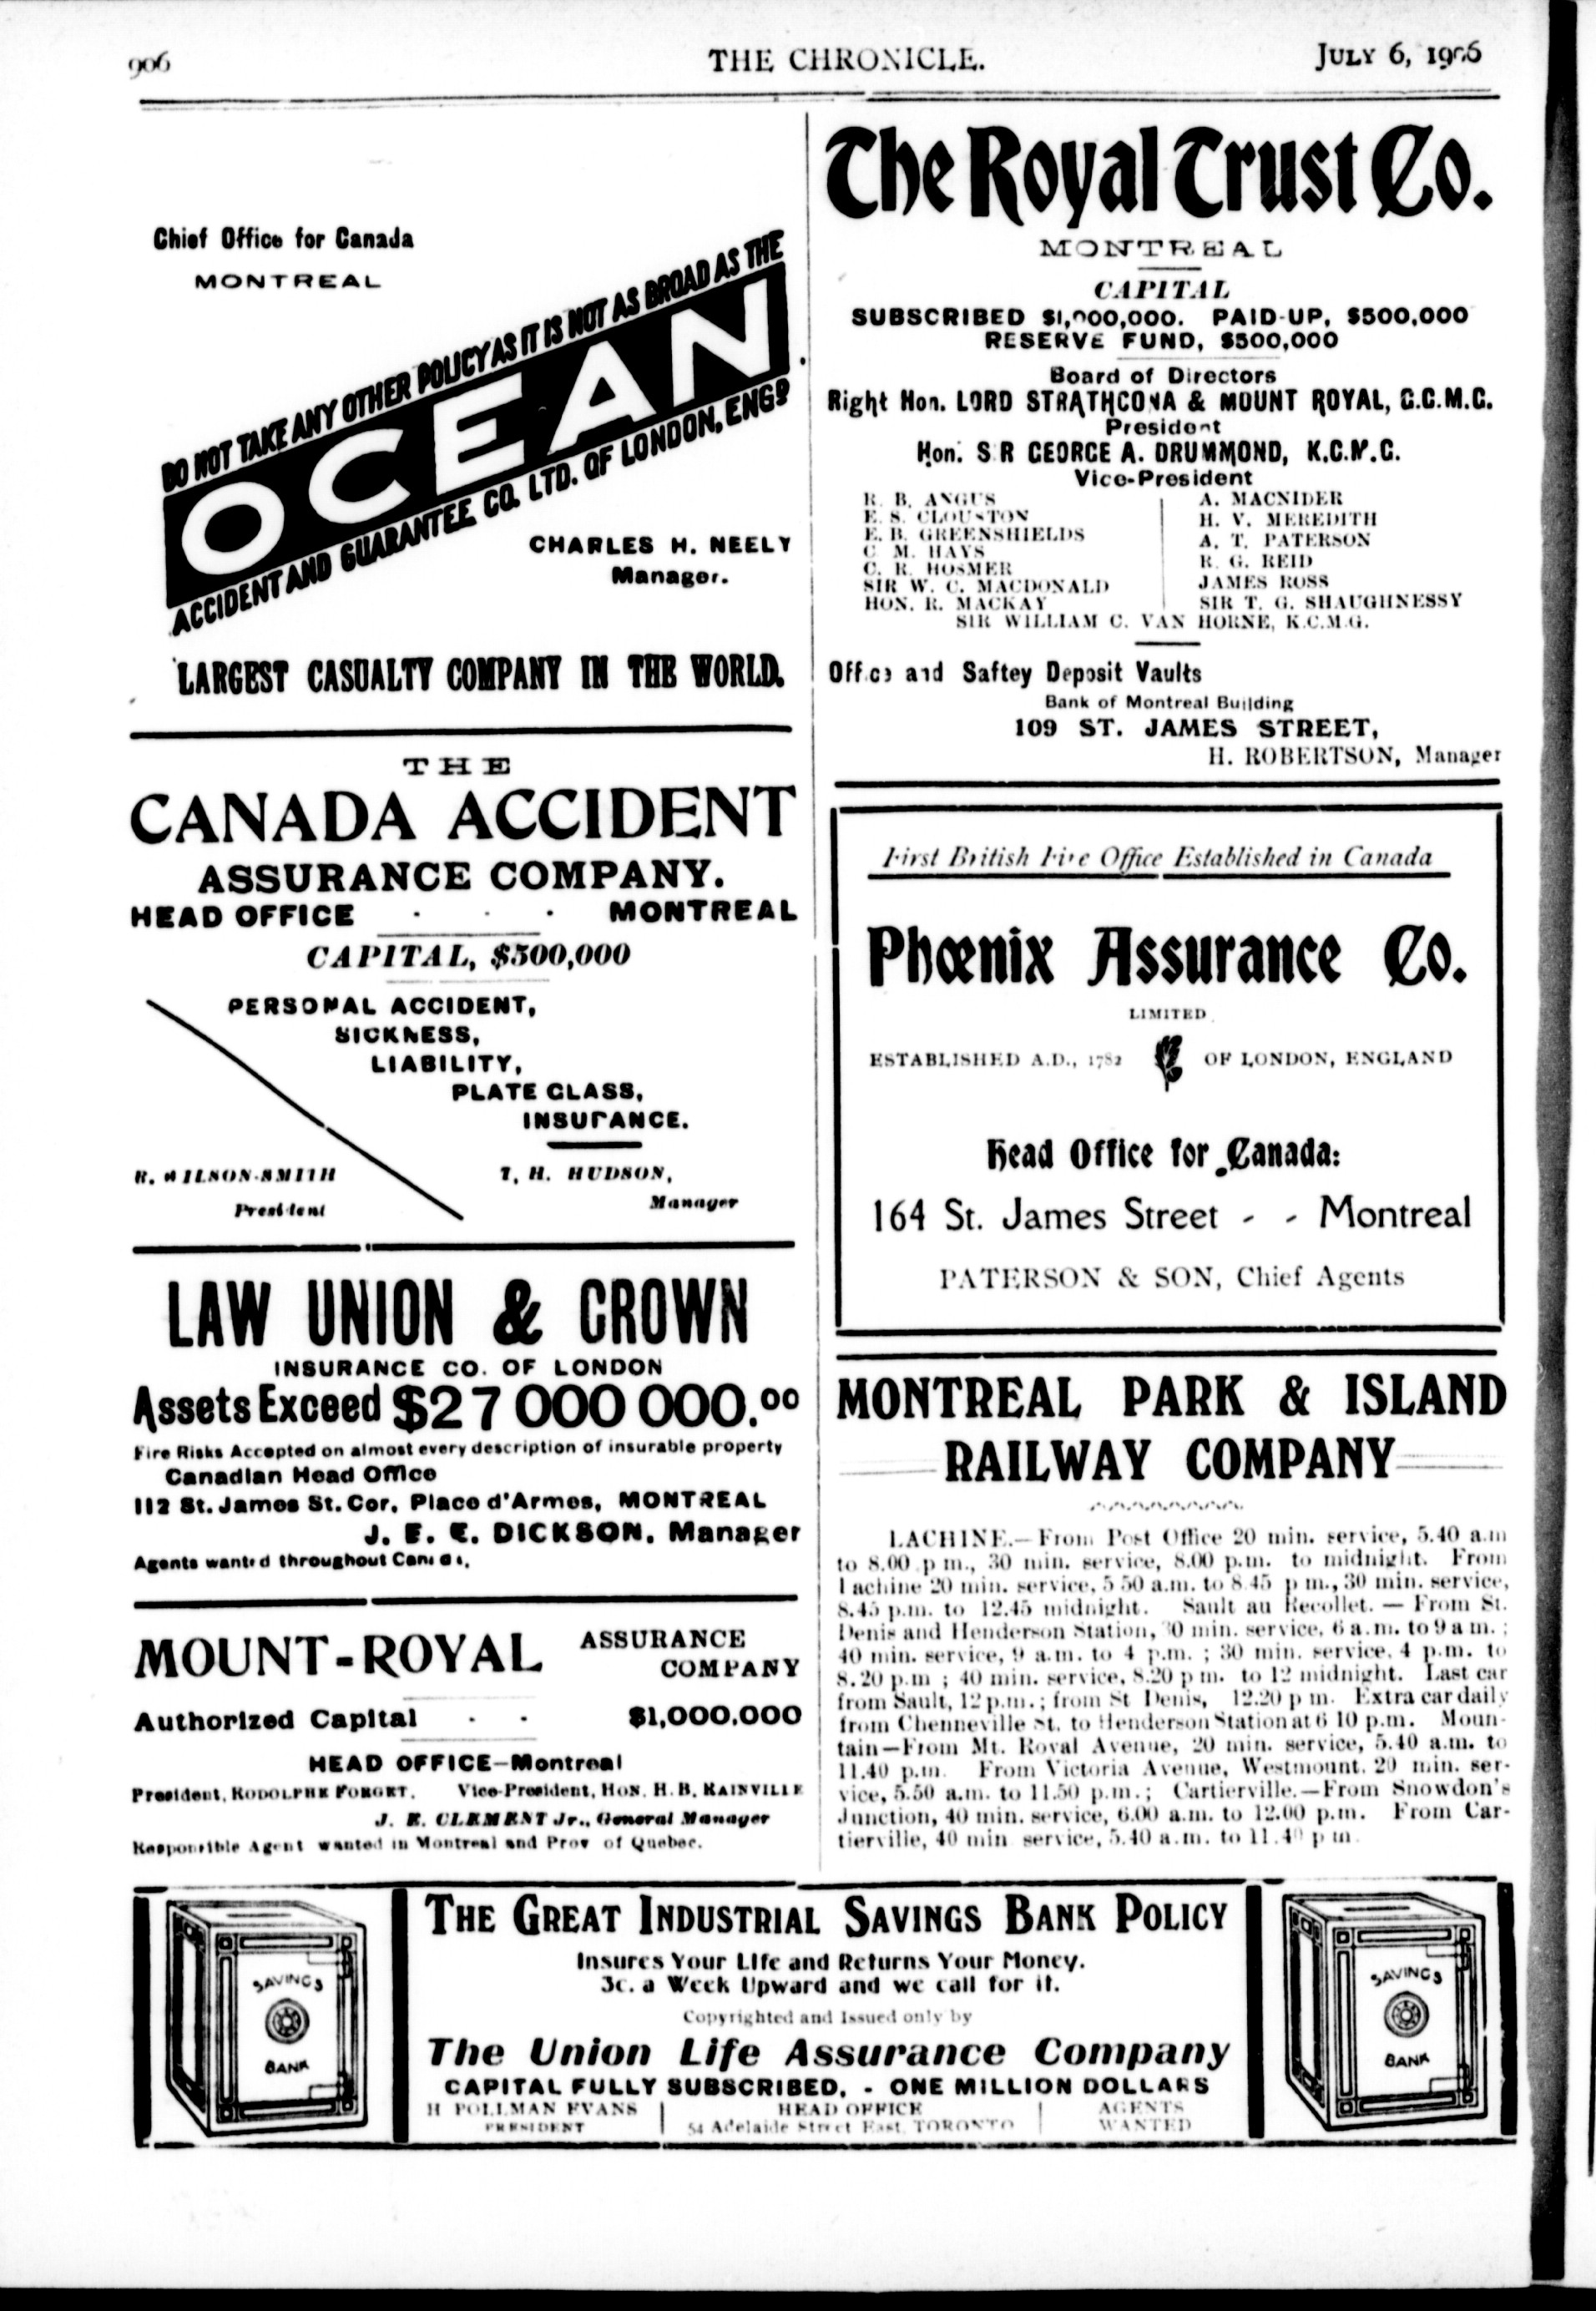 906
THE CHRONICLE.
JULY 6, 1906
Chief Office for Canada
MONTREAL
DO NOT TAKE ANY OTHER POLICY AS IT IS NOT AS BROAD AS THE
OCEAN
ACCIDENT AND GUARANTEE CO. LTD. OF LONDON, ENGD
CHARLES H. NEELY
Manager.
LARGEST CASUALTY COMPANY IN THE WORLD.
THE
CANADA ACCIDENT
ASSURANCE COMPANY.
HEAD OFFICE - - - MONTREAL
CAPITAL, $500,000
PERSONAL ACCIDENT,
SICKNESS,
LIABILITY,
PLATE GLASS,
INSURANCE.
R. WILSON-SMITH
President
T. H. HUDSON,
Manager
LAW UNION & CROWN
INSURANCE CO. OF LONDON
Assets Exceed $27 000 000.00
Fire Risks Accepted on almost every description of insurable property
Canadian Head Office
112 St. James St. Cor. Place d'Armes, MONTREAL
J. E. E. DICKSON. Manager
Agents wanted throughout Canada.
MOUNT-ROYAL ASSURANCE
COMPANY
Authorized Capital - - $1,000.000
HEAD OFFICE—Montreal
President, RODOLPHE FORGET. Vice-President, HON. H. B. RAINVILLE
J. E. CLEMENT Jr., General Manager
Responsible Agent wanted in Montreal and Prov of Quebec.
The Royal Trust Co.
MONTREAL
CAPITAL
SUBSCRIBED $1,000,000. PAID-UP, $500,000
RESERVE FUND, $500,000
Board of Directors
Right Hon. LORD STRATHCONA & MOUNT ROYAL, G.C.M.G.
President
Hon. SIR GEORGE A. DRUMMOND, K.C.M.G.
Vice-President
R. B. ANGUS
E. S. CLOUSTON
E. B. GREENSHIELDS
C. M. HAYS
C. R. HOSMER
SIR W. C. MACDONALD
HON. R. MACKAY
A. MACNIDER
H. V. MEREDITH
A. T. PATERSON
R. G. REID
JAMES ROSS
SIR T. G. SHAUGHNESSY
SIR WILLIAM C. VAN HORNE, K.C.M.G.
Office and Saftey Deposit Vaults
Bank of Montreal Building
109 ST. JAMES STREET,
H. ROBERTSON, Manager
First British Fire Office Established in Canada
Phœnix Assurance Co.
LIMITED
ESTABLISHED A.D., 1782 OF LONDON, ENGLAND
Head Office for Canada:
164 St. James Street - - Montreal
PATERSON & SON, Chief Agents
MONTREAL PARK & ISLAND
RAILWAY COMPANY
LACHINE.—From Post Office 20 min. service, 5.40 a.m
to 8.00 p m., 30 min. service, 8.00 p.m. to midnight. From
Lachine 20 min. service, 5 50 a.m. to 8 45 p m., 30 min. service,
8.45 p.m. to 12.45 midnight. Sault au Recollet. — From St.
Denis and Henderson Station, min. service, 6 a.m. to 9 a m. ;
40 min. service, 9 a.m. to 4 p.m. ; 30 min. service. 4 p.m. to
8.20 p.m ; 40 min. service, 8.20 p m. to 12 midnight. Last car
from Sault, 12 p.m.; from St Denis, 12.20 p m. Extra car daily
from Chenneville St. to Henderson Station at 6 10 p.m. Moun-
tain—From Mt. Royal Avenue, 20 min. service, 5.40 a.m. to
11.40 p.m. From Victoria Avenue, Westmount. 20 min. ser-
vice, 5.50 a.m. to 11.50 p.m.; Cartierville.—From Snowdon's
Junction, 40 min. service, 6.00 a.m. to 12.00 p.m. From Car-
tierville, 40 min service, 5.40 a.m. to 11.40 p m.
SAVINGS
BANK
THE GREAT INDUSTRIAL SAVINGS BANK POLICY
Insures Your Life and Returns Your Money.
3c. a Week Upward and we call for it.
Copyrighted and Issued only by
The Union Life Assurance Company
CAPITAL FULLY SUBSCRIBED, - ONE MILLION DOLLARS
H POLLMAN EVANS
PRESIDENT
HEAD OFFICE
54 Adelaide Street East, TORONTO
AGENTS
WANTED
SAVINGS
BANK